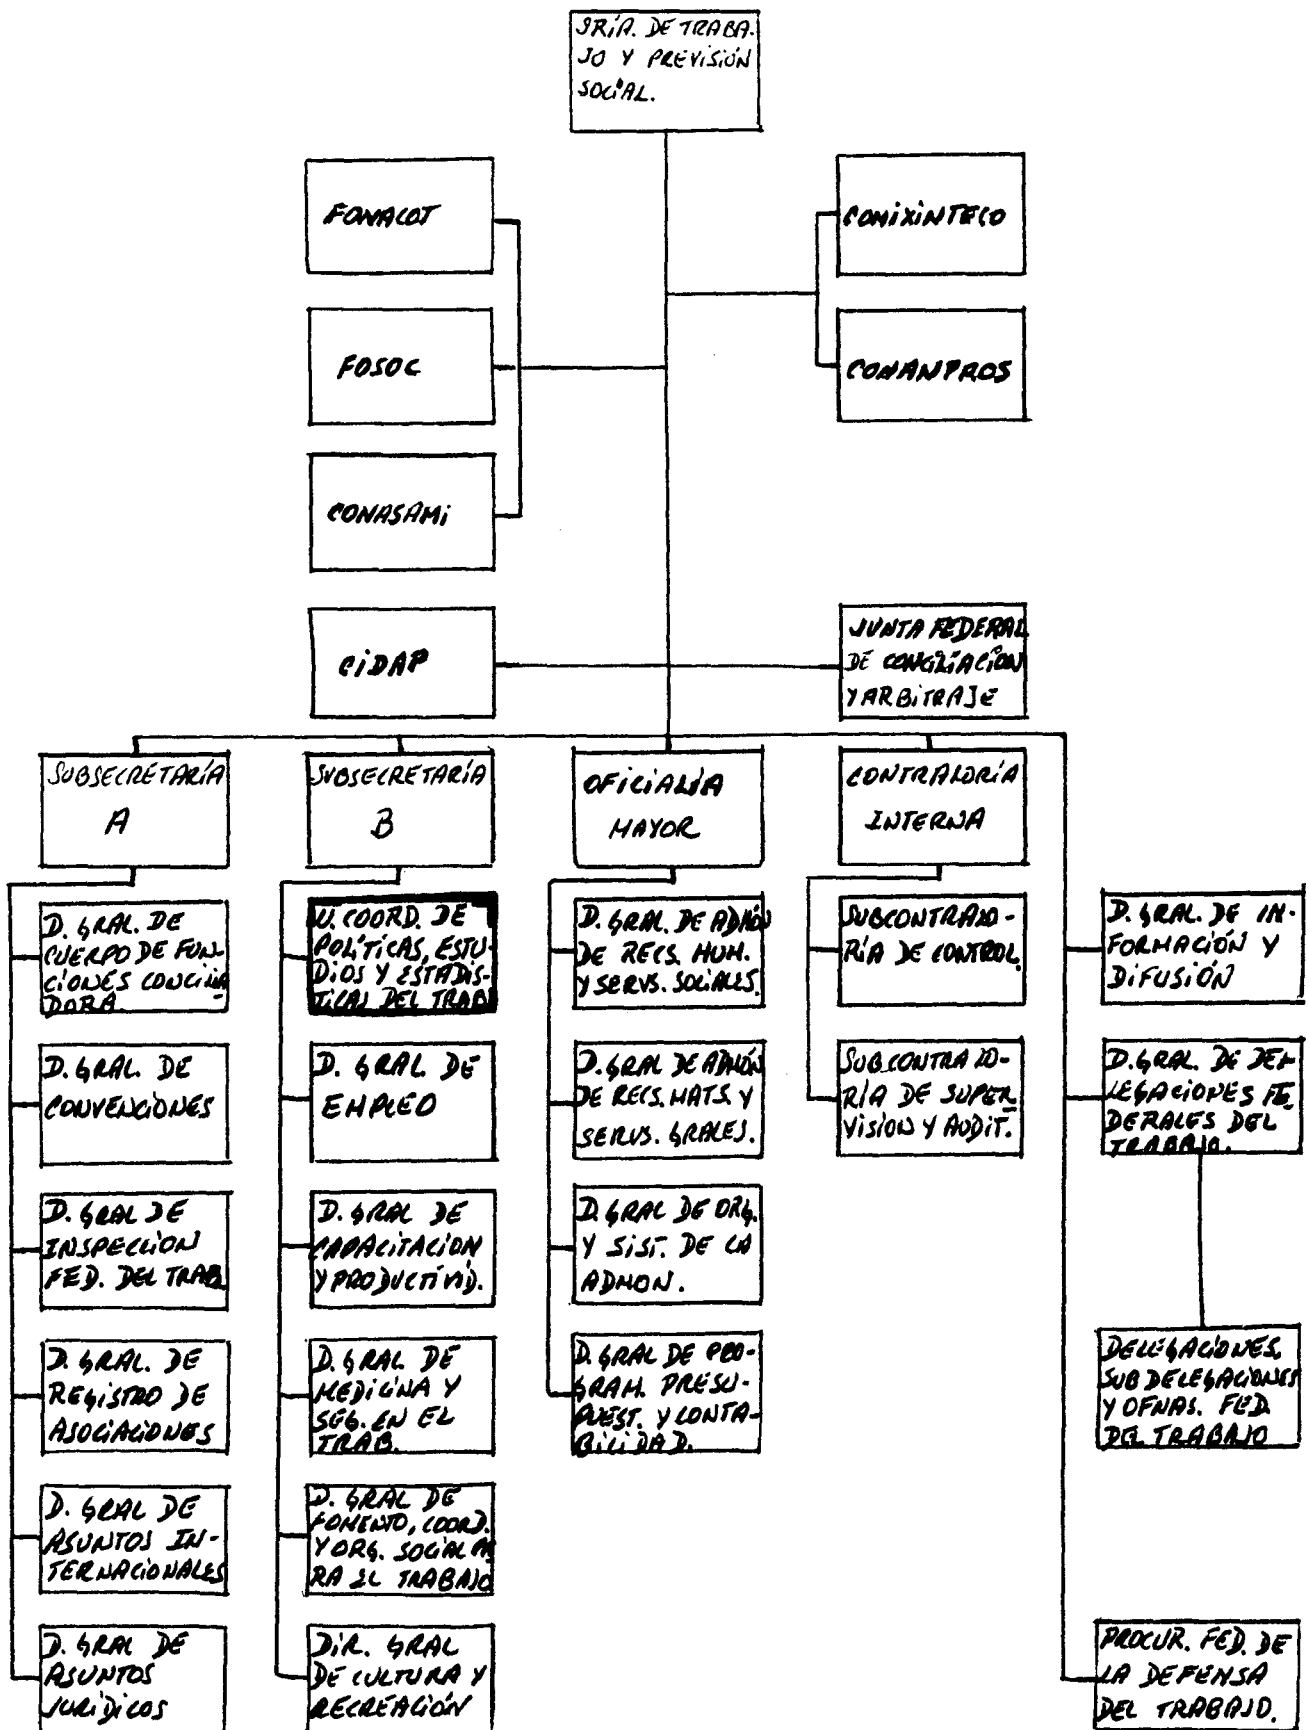 SRÍA. DE TRABA-
JO Y PREVISIÓN
SOCIAL.
FONACOT
COMIXINTECO
FOSOC
CONANPROS
CONASAMI
CIDAP
JUNTA FEDERAL
DE CONCILIACIÓN
Y ARBITRAJE
SUBSECRETARÍA
A
SUBSECRETARÍA
B
OFICIALIA
MAYOR
CONTRALORÍA
INTERNA
D. GRAL. DE
CUERPO DE FUN-
CIONES CONCILIA
DORA.
U. COORD. DE
POLÍTICAS, ESTU-
DIOS Y ESTADIS-
TICAS DEL TRAB
D. GRAL. DE ADMÓN
DE RECS. HUM.
Y SERVS. SOCIALES.
SUBCONTRALO-
RÍA DE CONTROL.
D. GRAL. DE IN-
FORMACIÓN Y
DIFUSIÓN
D. GRAL. DE
CONVENCIONES
D. GRAL. DE
EMPLEO
D. GRAL DE ADMÓN
DE RECS. MATS. Y
SERVS. GRALES.
SUBCONTRALO-
RÍA DE SUPER
VISIÓN Y AUDIT.
D. GRAL. DE DE-
LEGACIONES FE
DERALES DEL
TRABAJO.
D. GRAL DE
INSPECCIÓN
FED. DEL TRAB.
D. GRAL DE
CAPACITACIÓN
Y PRODUCTIVID.
D. GRAL DE ORG.
Y SIST. DE LA
ADMON.
D. GRAL. DE
REGISTRO DE
ASOCIACIONES
D. GRAL DE
MEDICINA Y
SEG. EN EL
TRAB.
D. GRAL DE PRO-
GRAM. PRESU-
PUEST. Y CONTA-
BILIDAD.
DELEGACIONES,
SUBDELEGACIONES
Y OFNAS. FED.
DEL TRABAJO
D. GRAL DE
ASUNTOS IN-
TERNACIONALES
D. GRAL DE
FOMENTO, COORD.
Y ORG. SOCIAL PA
RA EL TRABAJO
D. GRAL DE
ASUNTOS
JURÍDICOS
DIR. GRAL
DE CULTURA Y
RECREACIÓN
PROCUR. FED. DE
LA DEFENSA
DEL TRABAJO.